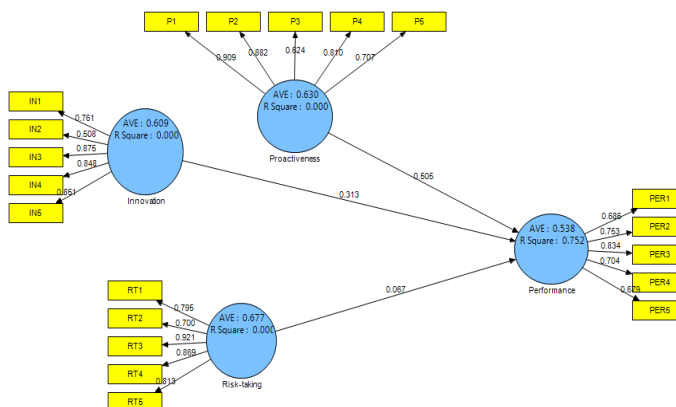 P1 P2 P3 P4 P5
0.909 0.882 0.624 0.810 0.707
AVE : 0.630
R Square : 0.000
Proactiveness
IN1
IN2
IN3
IN4
IN5
0.761
0.508
0.875
0.848
0.851
AVE : 0.609
R Square : 0.000
Innovation
0.505
0.313
0.067
AVE : 0.538
R Square : 0.752
Performance
0.686
0.753
0.834
0.704
0.679
PER1
PER2
PER3
PER4
PER5
RT1
RT2
RT3
RT4
RT5
0.795
0.700
0.921
0.869
0.813
AVE : 0.677
R Square : 0.000
Risk-taking